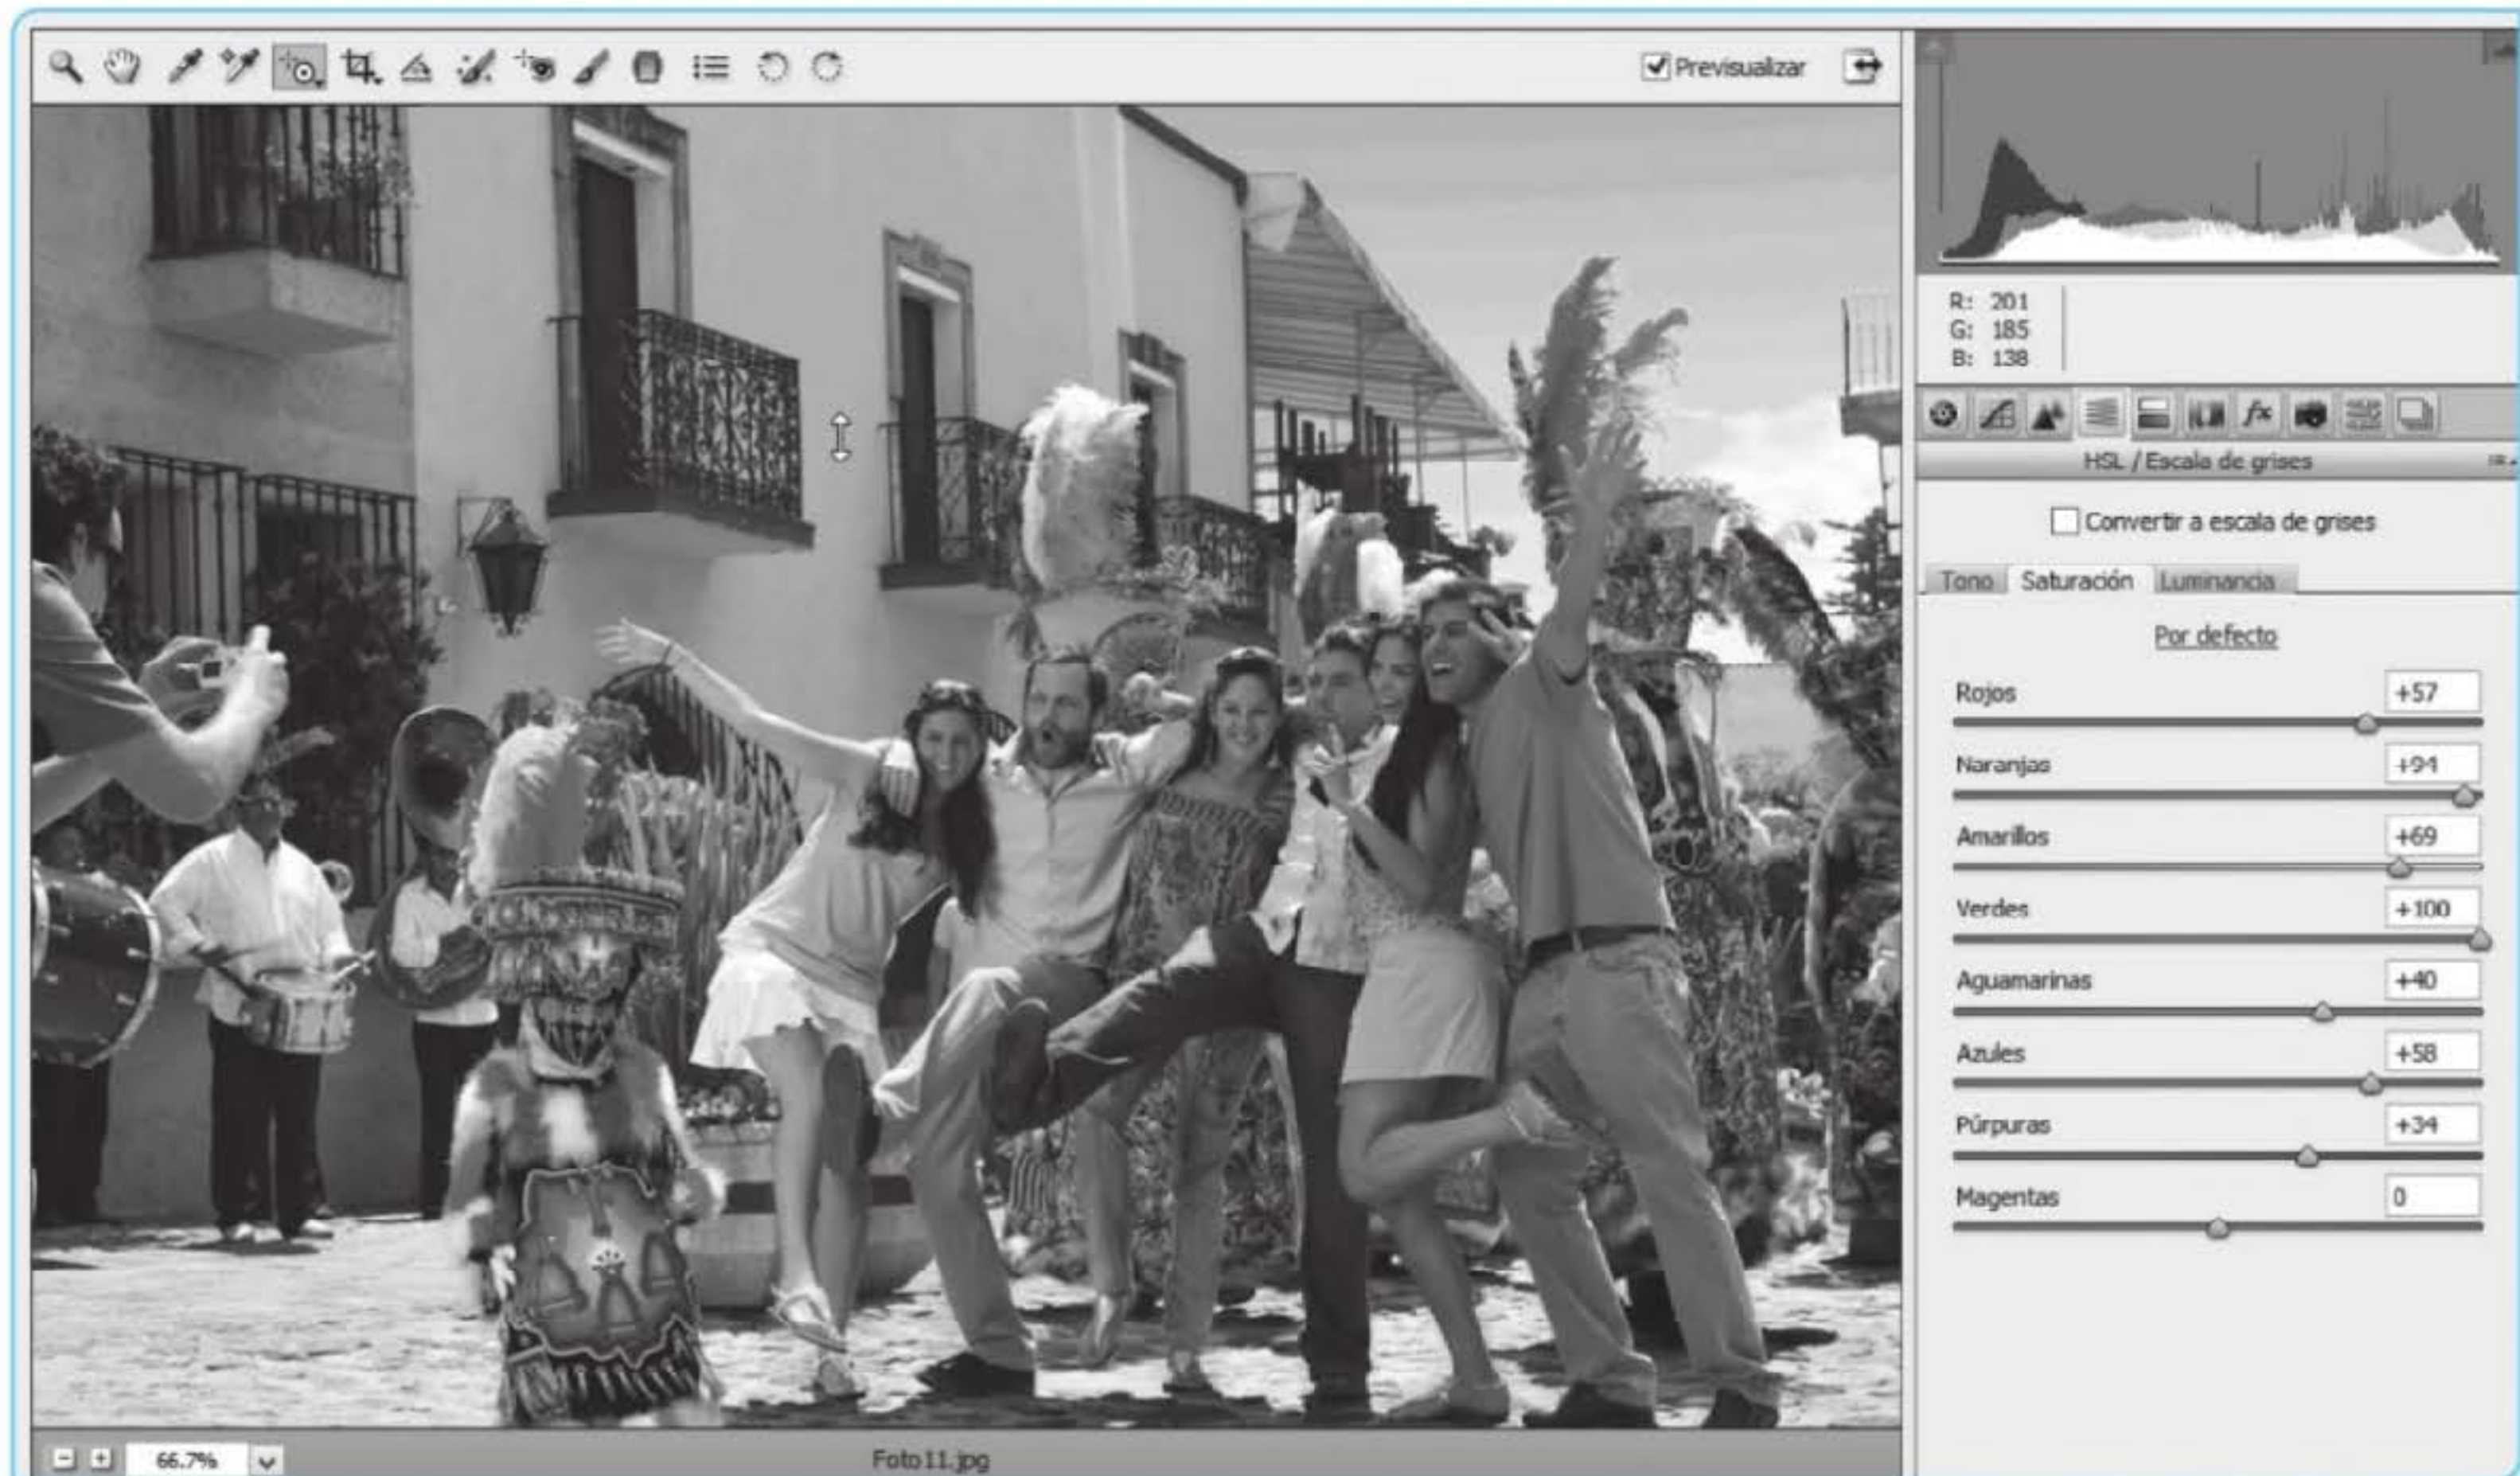 Previsualizar
R: 201
G: 185
B: 138
fx
HSL / Escala de grises
Convertir a escala de grises
Tono Saturación Luminancia
Por defecto
Rojos +57
Naranjas +94
Amarillos +69
Verdes +100
Aguamarinas +40
Azules +58
Púrpuras +34
Magentas 0
66.7% Foto11.jpg